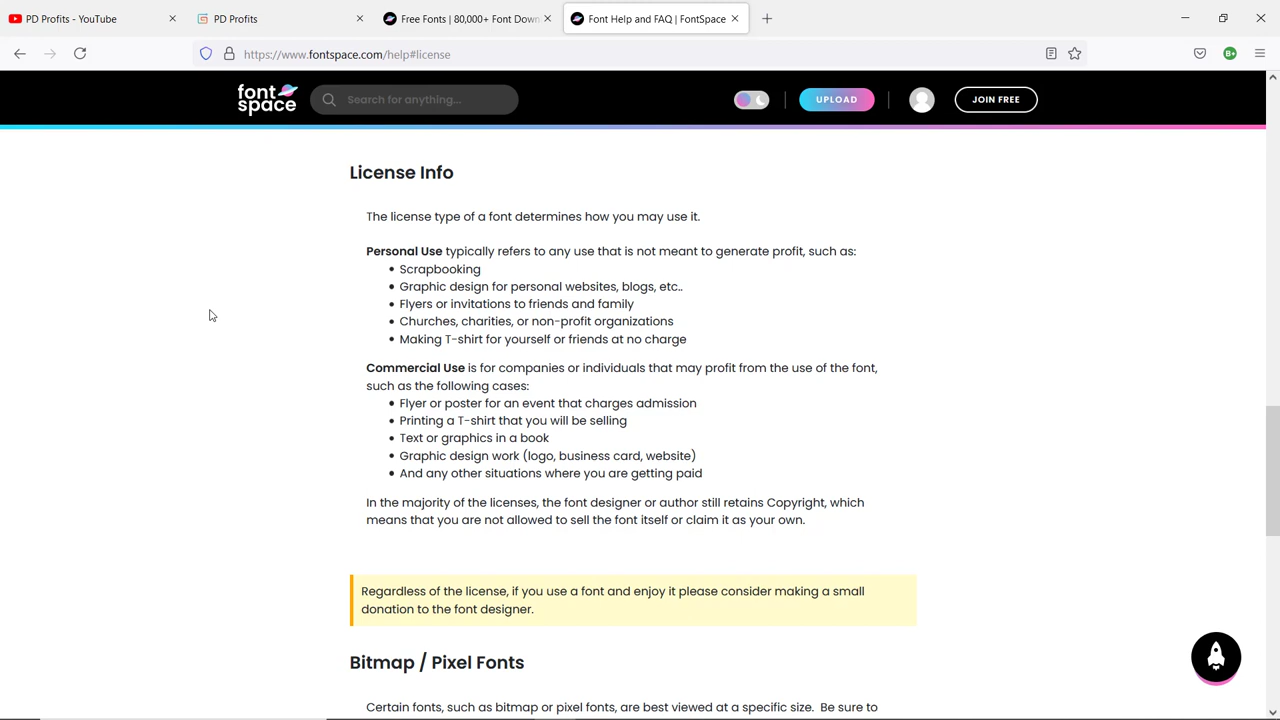 PD Profits - YouTube
PD Profits
Free Fonts | 80,000+ Font Down
Font Help and FAQ | FontSpace
https://www.fontspace.com/help#license
B+
font
space
Search for anything...
UPLOAD
JOIN FREE
License Info
The license type of a font determines how you may use it.
Personal Use typically refers to any use that is not meant to generate profit, such as:
• Scrapbooking
• Graphic design for personal websites, blogs, etc..
• Flyers or invitations to friends and family
• Churches, charities, or non-profit organizations
• Making T-shirt for yourself or friends at no charge
Commercial Use is for companies or individuals that may profit from the use of the font,
such as the following cases:
• Flyer or poster for an event that charges admission
• Printing a T-shirt that you will be selling
• Text or graphics in a book
• Graphic design work (logo, business card, website)
• And any other situations where you are getting paid
In the majority of the licenses, the font designer or author still retains Copyright, which
means that you are not allowed to sell the font itself or claim it as your own.
Regardless of the license, if you use a font and enjoy it please consider making a small
donation to the font designer.
Bitmap / Pixel Fonts
Certain fonts, such as bitmap or pixel fonts, are best viewed at a specific size. Be sure to